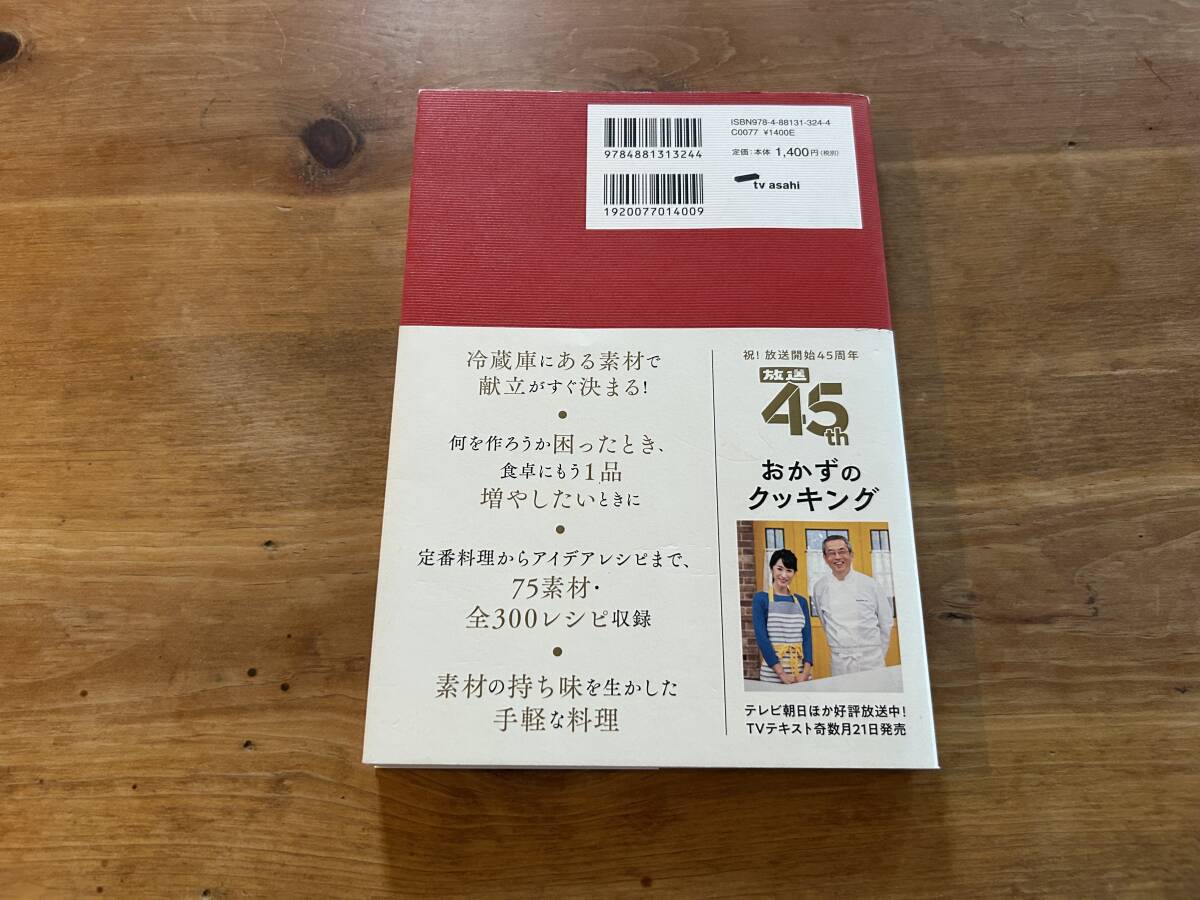 ISBN978-4-88131-324-4
C0077 ¥1400E
定価:本体 1,400円(税別)
9784881313244
tv asahi
1920077014009
冷蔵庫にある素材で
献立がすぐ決まる!
何を作ろうか困ったとき、
食卓にもう1品
増やしたいときに
定番料理からアイデアレシピまで、
75素材・
全300レシピ収録
素材の持ち味を生かした
手軽な料理
祝! 放送開始45周年
放送
45th
おかずの
クッキング
テレビ朝日ほか好評放送中!
TVテキスト奇数月21日発売